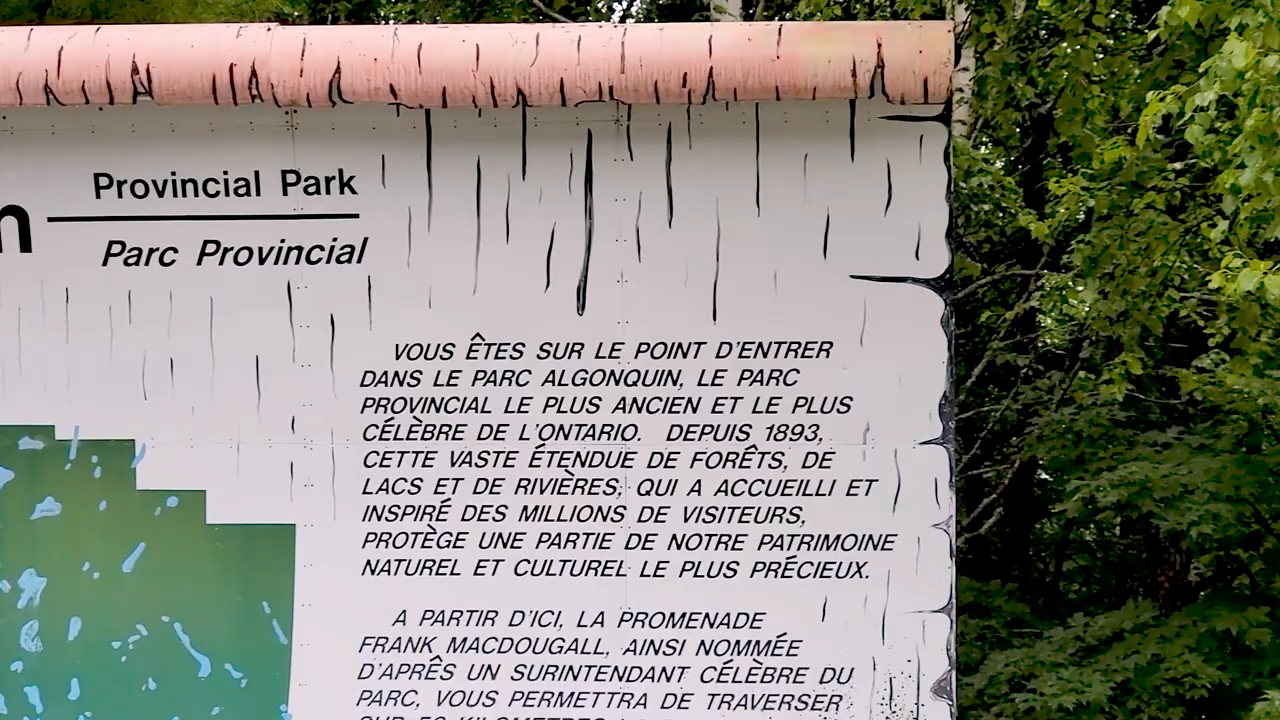 Provincial Park
Parc Provincial
VOUS ÊTES SUR LE POINT D'ENTRER
DANS LE PARC ALGONQUIN, LE PARC
PROVINCIAL LE PLUS ANCIEN ET LE PLUS
CÉLÈBRE DE L'ONTARIO. DEPUIS 1893,
CETTE VASTE ÉTENDUE DE FORÊTS, DE
LACS ET DE RIVIÈRES, QUI A ACCUEILLI ET
INSPIRÉ DES MILLIONS DE VISITEURS,
PROTÈGE UNE PARTIE DE NOTRE PATRIMOINE
NATUREL ET CULTUREL LE PLUS PRÉCIEUX.
A PARTIR D'ICI, LA PROMENADE
FRANK MACDOUGALL, AINSI NOMMÉE
D'APRÊS UN SURINTENDANT CÉLÈBRE DU
PARC, VOUS PERMETTRA DE TRAVERSER